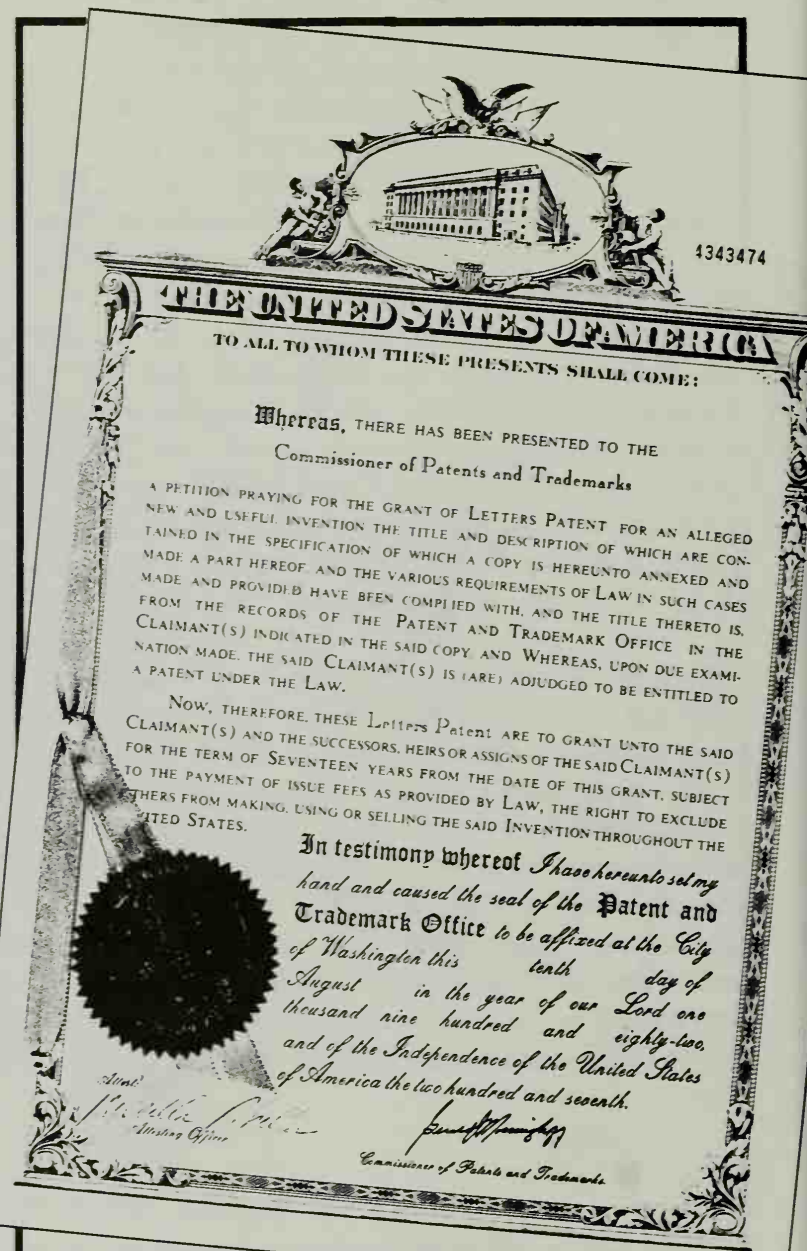 4343474
THE UNITED STATES OF AMERICA
TO ALL TO WHOM THESE PRESENTS SHALL COME:
Whereas, THERE HAS BEEN PRESENTED TO THE
Commissioner of Patents and Trademarks
A PETITION PRAYING FOR THE GRANT OF LETTERS PATENT FOR AN ALLEGED
NEW AND USEFUL INVENTION THE TITLE AND DESCRIPTION OF WHICH ARE CON-
TAINED IN THE SPECIFICATION OF WHICH A COPY IS HEREUNTO ANNEXED AND
MADE A PART HEREOF, AND THE VARIOUS REQUIREMENTS OF LAW IN SUCH CASES
MADE AND PROVIDED HAVE BEEN COMPLIED WITH, AND THE TITLE THERETO IS,
FROM THE RECORDS OF THE PATENT AND TRADEMARK OFFICE IN THE
CLAIMANT(S) INDICATED IN THE SAID COPY, AND WHEREAS, UPON DUE EXAMI-
NATION MADE, THE SAID CLAIMANT(S) IS (ARE) ADJUDGED TO BE ENTITLED TO
A PATENT UNDER THE LAW.
NOW, THEREFORE, THESE Letters Patent ARE TO GRANT UNTO THE SAID
CLAIMANT(S) AND THE SUCCESSORS, HEIRS OR ASSIGNS OF THE SAID CLAIMANT(S)
FOR THE TERM OF SEVENTEEN YEARS FROM THE DATE OF THIS GRANT, SUBJECT
TO THE PAYMENT OF ISSUE FEES AS PROVIDED BY LAW, THE RIGHT TO EXCLUDE
THERS FROM MAKING, USING OR SELLING THE SAID INVENTION THROUGHOUT THE
ITED STATES.
In testimony whereof I have hereunto set my
hand and caused the seal of the Patent and
Trademark Office to be affixed at the City
of Washington this tenth day of
August in the year of our Lord one
thousand nine hundred and eighty-two,
and of the Independence of the United States
of America the two hundred and seventh.
Attest
Attesting Officer
Commissioner of Patents and Trademarks